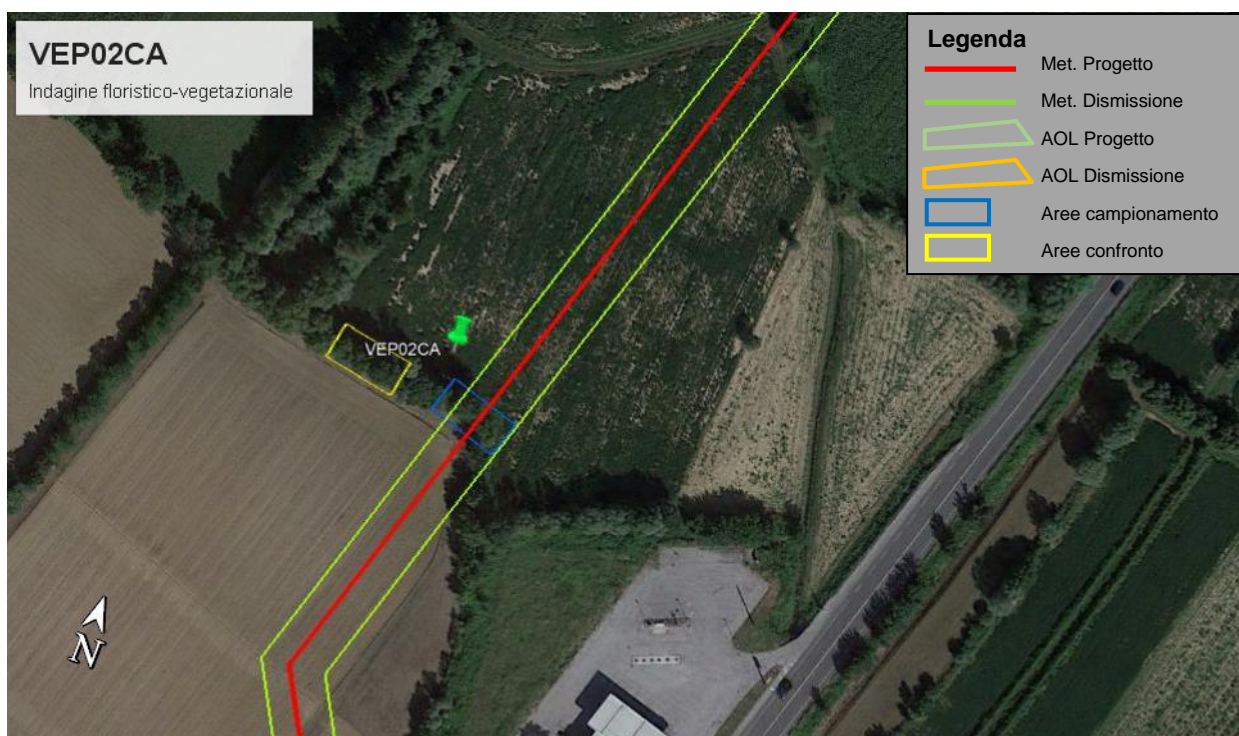 VEP02CA
Indagine floristico-vegetazionale
Legenda
Met. Progetto
Met. Dismissione
AOL Progetto
AOL Dismissione
Aree campionamento
Aree confronto
VEP02CA
N